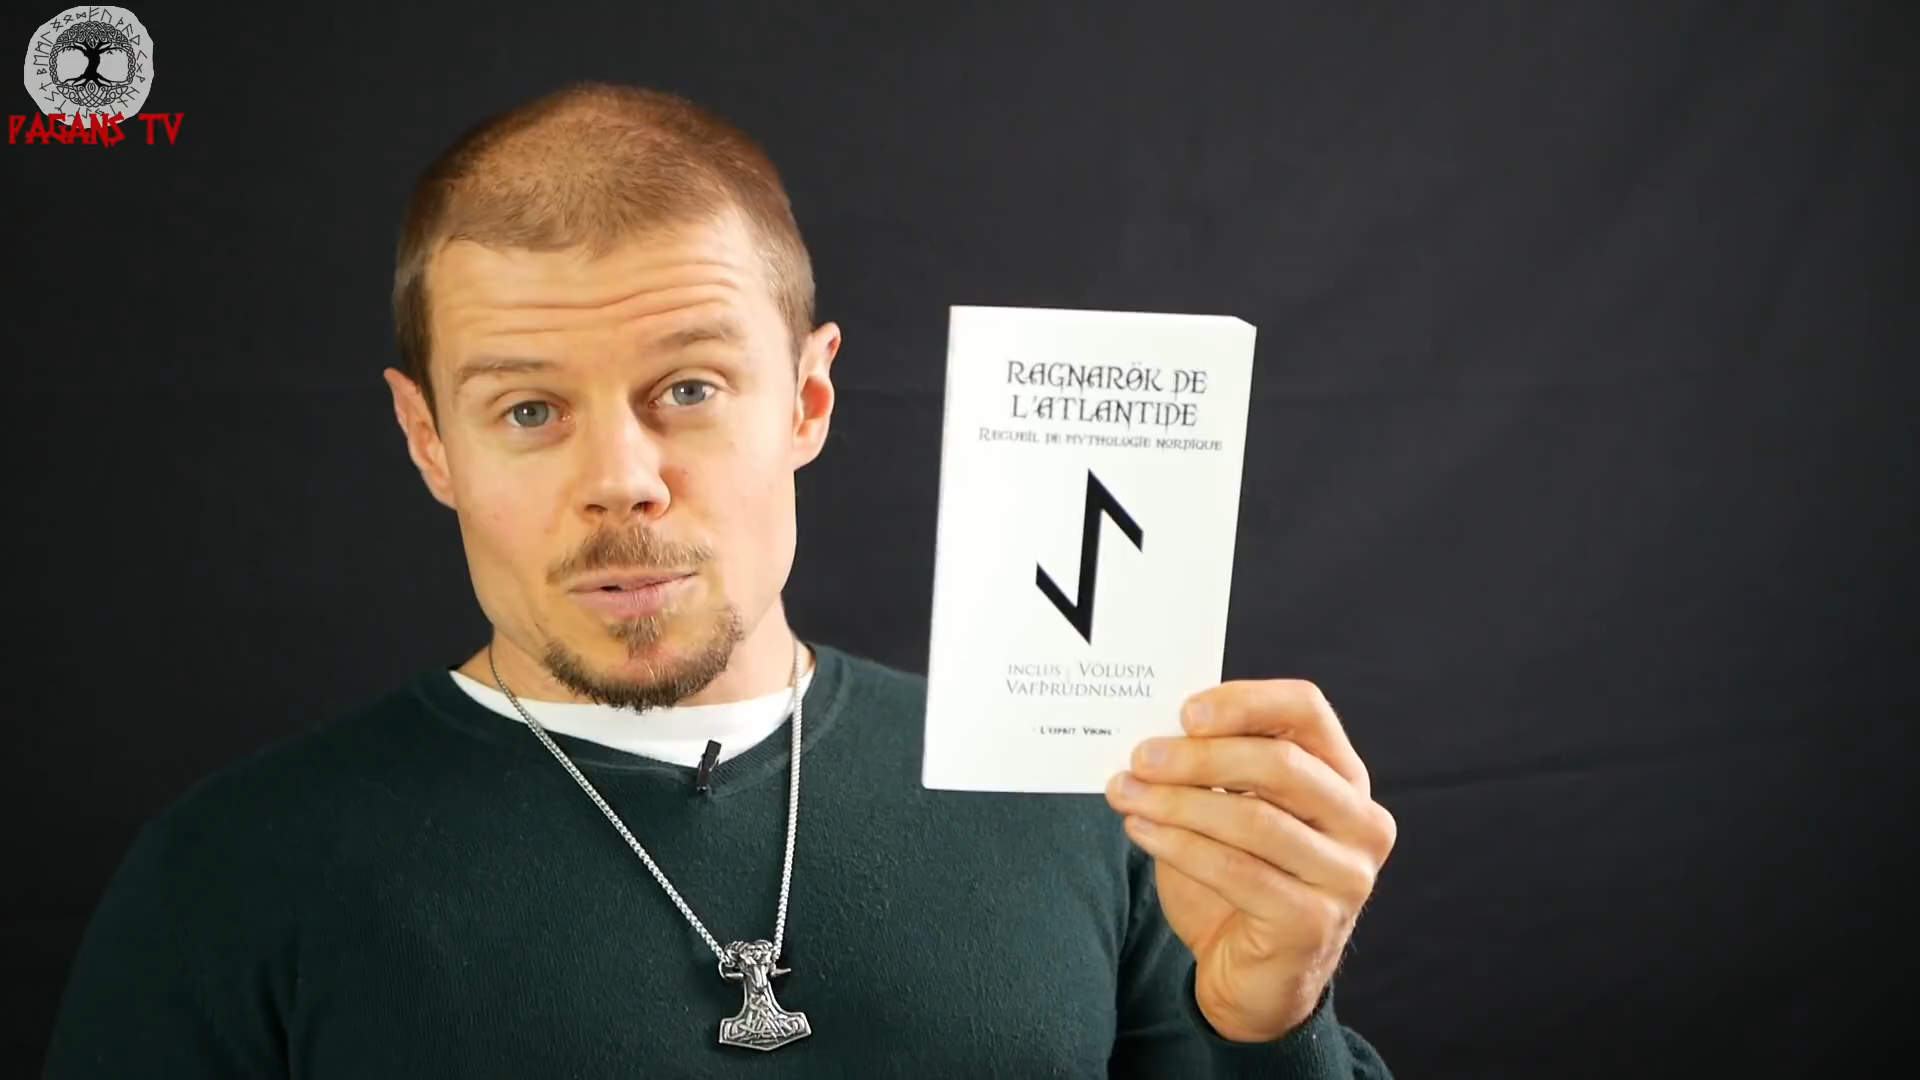 PAGANS TV
RAGNARÖK DE
L'ATLANTIDE
RECUEIL DE MYTHOLOGIE NORDIQUE
INCLUS : VÖLUSPA
VAFÞRÚDNISMÁL
- L'ESPRIT VIKING -